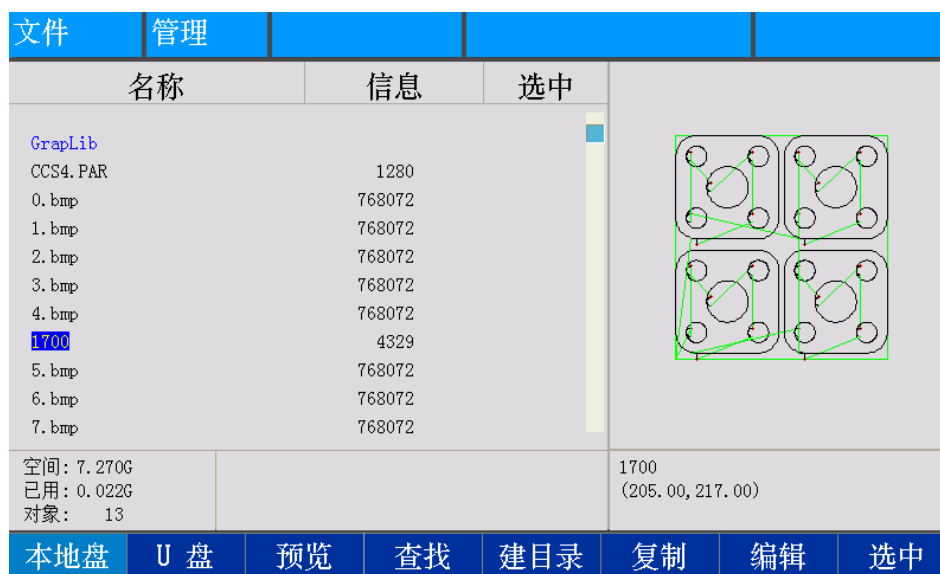 文件 管理
名称 信息 选中
GrapLib
CCS4.PAR 1280
0.bmp 768072
1.bmp 768072
2.bmp 768072
3.bmp 768072
4.bmp 768072
1700 4329
5.bmp 768072
6.bmp 768072
7.bmp 768072
空间:7.270G
已用:0.022G
对象: 13
1700
(205.00,217.00)
本地盘 U 盘 预览 查找 建目录 复制 编辑 选中